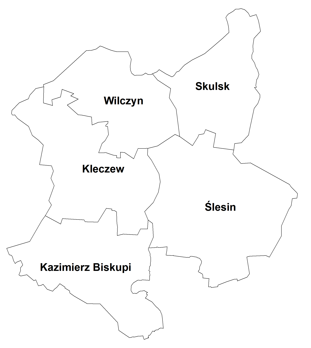 Skulsk
Wilczyn
Kleczew
Ślesin
Kazimierz Biskupi